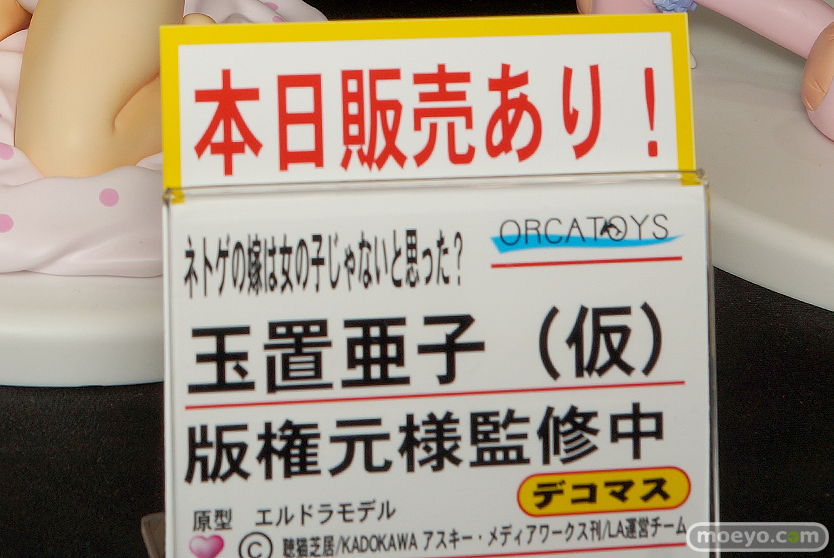 本日販売あり!
ORCATOYS
ネトゲの嫁は女の子じゃないと思った?
玉置亜子(仮)
版権元様監修中
デコマス
原型 エルドラモデル
©聴猫芝居/KADOKAWA アスキー・メディアワークス刊/LA運営チーム
moeyo.com